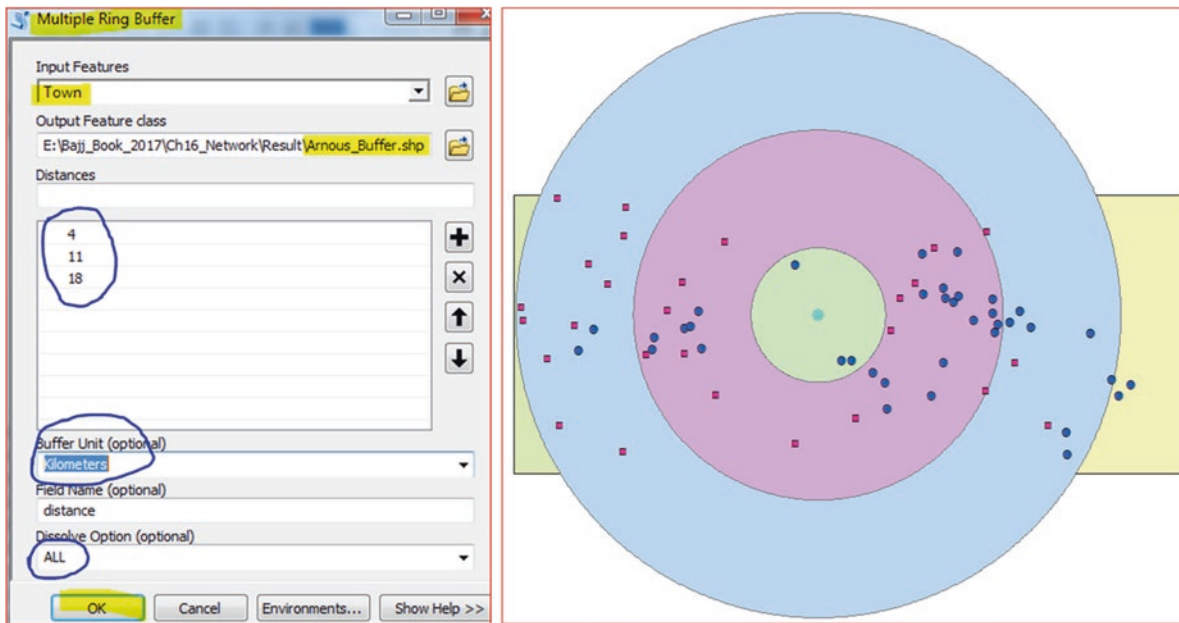 Multiple Ring Buffer
Input Features
Town
Output Feature class
E:\Bajj_Book_2017\Ch16_Network\Result\Arnous_Buffer.shp
Distances
4
11
18
Buffer Unit (optional)
Kilometers
Field Name (optional)
distance
Dissolve Option (optional)
ALL
OK Cancel Environments... Show Help >>